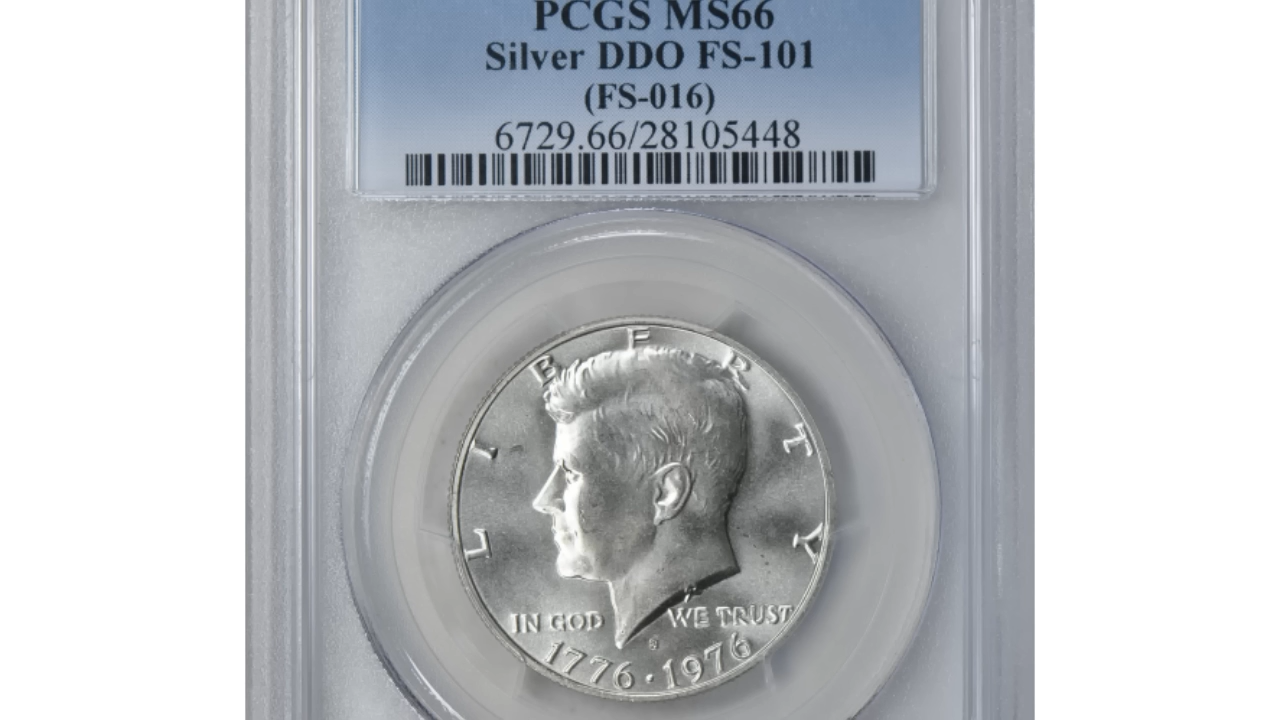 PCGS MS66
Silver DDO FS-101
(FS-016)
6729.66/28105448
LIBERTY
IN GOD WE TRUST
S
1776·1976